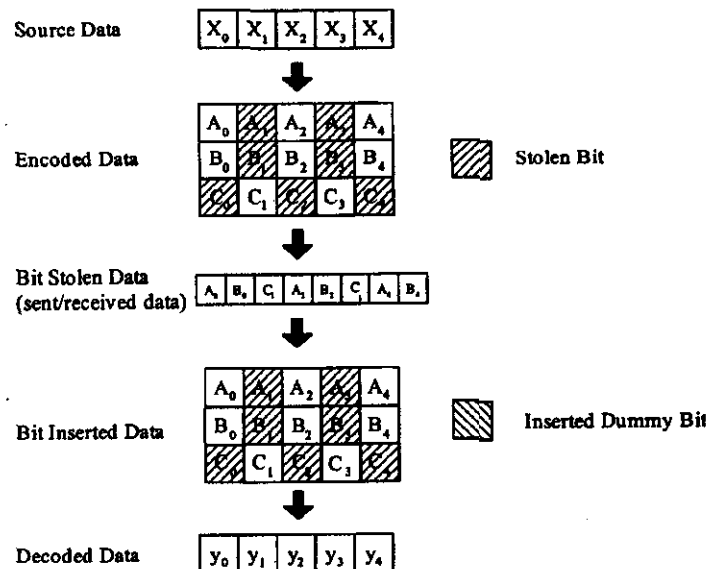 Source Data
X₀ X₁ X₂ X₃ X₄
A₀ A₁ A₂ A₃ A₄
Encoded Data
B₀ B₁ B₂ B₃ B₄
Stolen Bit
C₀ C₁ C₂ C₃ C₄
Bit Stolen Data
(sent/received data)
A₀ B₀ C₁ A₂ B₂ C₃ A₄ B₄
A₀ A₁ A₂ A₃ A₄
Bit Inserted Data
B₀ B₁ B₂ B₃ B₄
Inserted Dummy Bit
C₀ C₁ C₂ C₃ C₄
Decoded Data
y₀ y₁ y₂ y₃ y₄